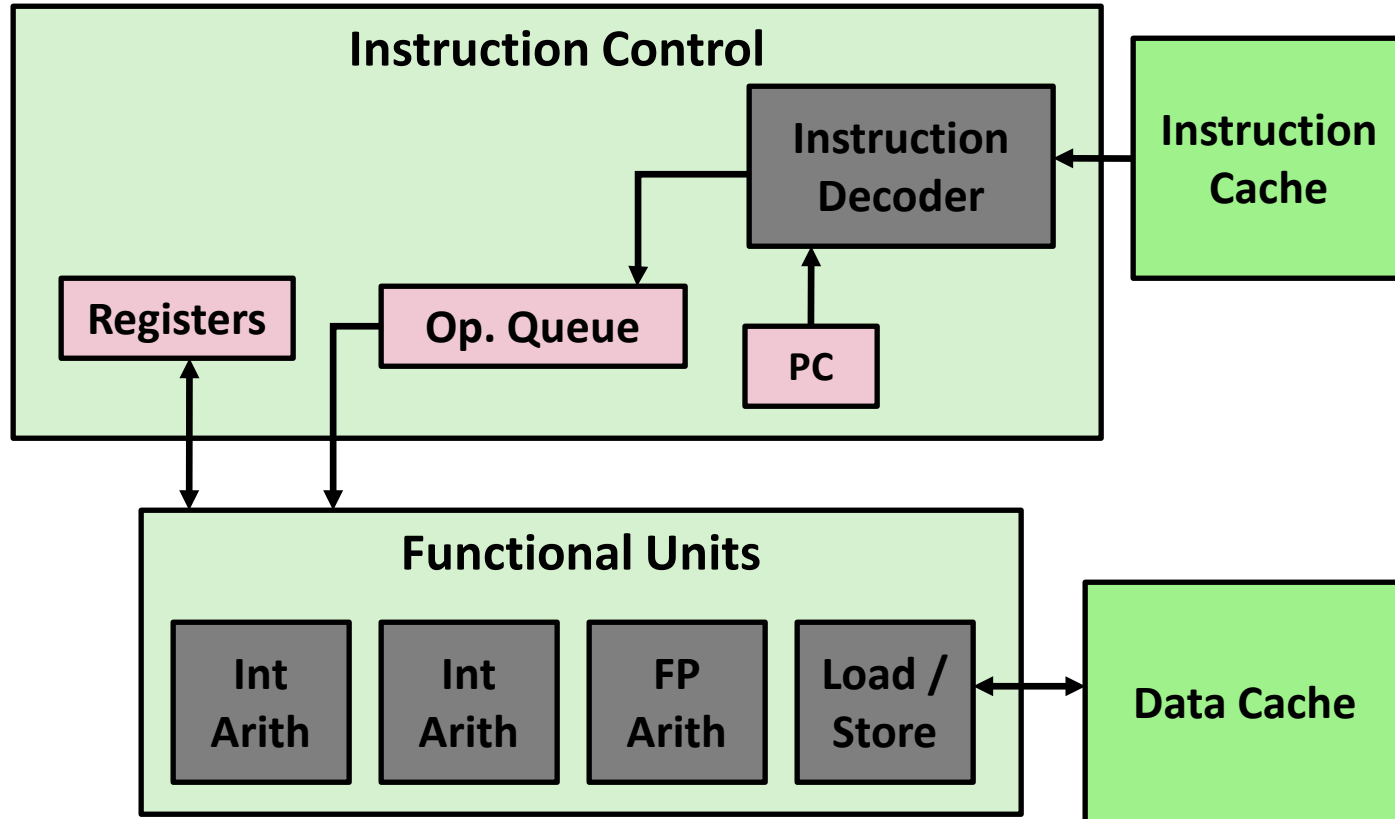 Instruction Control
Instruction
Decoder
Instruction
Cache
Registers
Op. Queue
PC
Functional Units
Int
Arith
Int
Arith
FP
Arith
Load /
Store
Data Cache